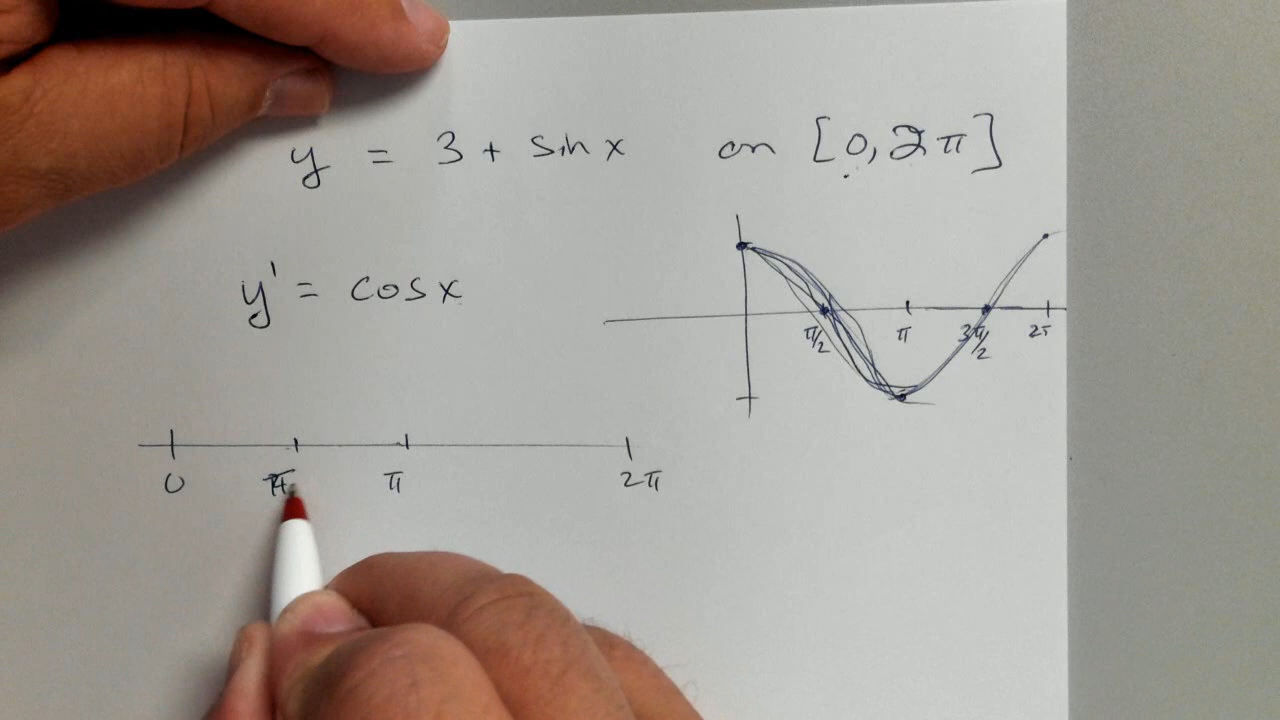 y = 3 + sin x on [0, 2π]
y' = cos x
π/2 π 3π/2 2π
0 π π 2π